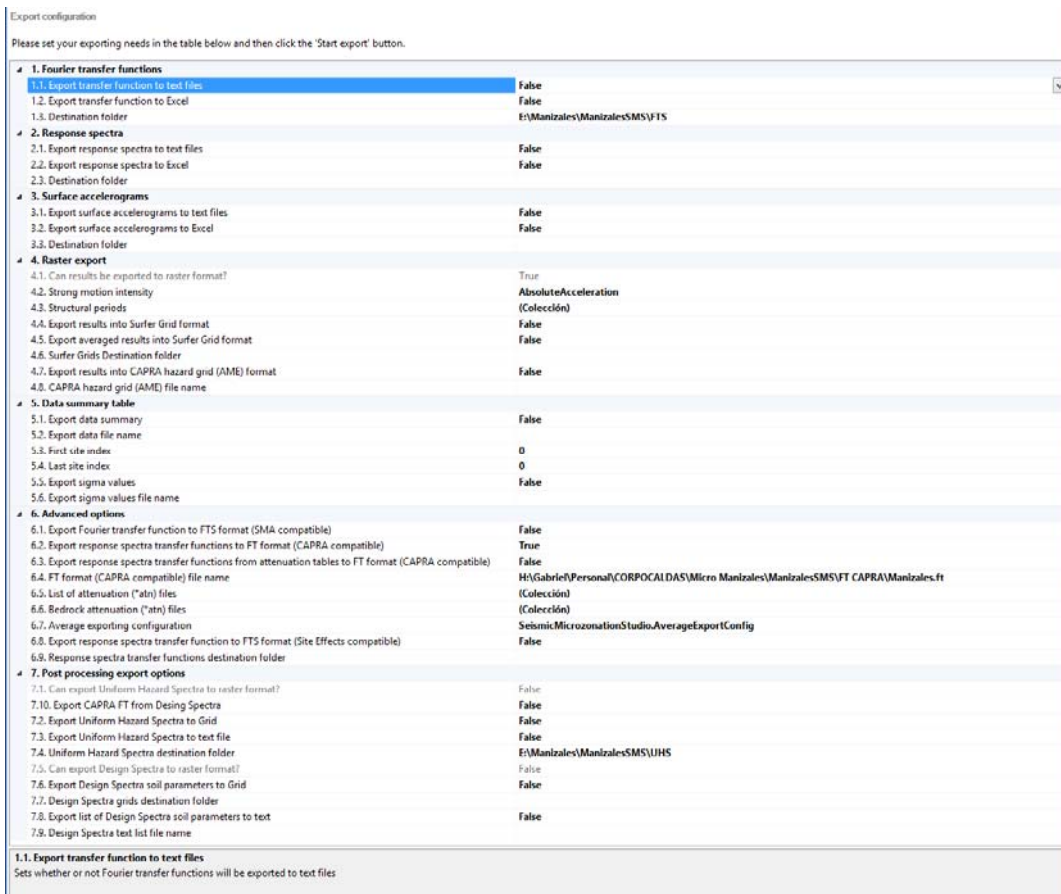 Export configuration
Please set your exporting needs in the table below and then click the 'Start export' button.
1. Fourier transfer functions
1.1. Export transfer function to text files False
1.2. Export transfer function to Excel False
1.3. Destination folder E:\Manizales\ManizalesSMS\FTS
2. Response spectra
2.1. Export response spectra to text files False
2.2. Export response spectra to Excel False
2.3. Destination folder
3. Surface accelerograms
3.1. Export surface accelerograms to text files False
3.2. Export surface accelerograms to Excel False
3.3. Destination folder
4. Raster export
4.1. Can results be exported to raster format? True
4.2. Strong motion intensity AbsoluteAcceleration
4.3. Structural periods (Colección)
4.4. Export results into Surfer Grid format False
4.5. Export averaged results into Surfer Grid format False
4.6. Surfer Grids Destination folder
4.7. Export results into CAPRA hazard grid (AME) format False
4.8. CAPRA hazard grid (AME) file name
5. Data summary table
5.1. Export data summary False
5.2. Export data file name
5.3. First site index 0
5.4. Last site index 0
5.5. Export sigma values False
5.6. Export sigma values file name
6. Advanced options
6.1. Export Fourier transfer function to FTS format (SMA compatible) False
6.2. Export response spectra transfer functions to FT format (CAPRA compatible) True
6.3. Export response spectra transfer functions from attenuation tables to FT format (CAPRA compatible) False
6.4. FT format (CAPRA compatible) file name H:\Gabriel\Personal\CORPOCALDAS\Micro Manizales\ManizalesSMS\FT CAPRA\Manizales.ft
6.5. List of attenuation (*atn) files (Colección)
6.6. Bedrock attenuation (*atn) files (Colección)
6.7. Average exporting configuration SeismicMicrozonationStudio.AverageExportConfig
6.8. Export response spectra transfer function to FTS format (Site Effects compatible) False
6.9. Response spectra transfer functions destination folder
7. Post processing export options
7.1. Can export Uniform Hazard Spectra to raster format? False
7.10. Export CAPRA FT from Desing Spectra False
7.2. Export Uniform Hazard Spectra to Grid False
7.3. Export Uniform Hazard Spectra to text file False
7.4. Uniform Hazard Spectra destination folder E:\Manizales\ManizalesSMS\UHS
7.5. Can export Design Spectra to raster format? False
7.6. Export Design Spectra soil parameters to Grid False
7.7. Design Spectra grids destination folder
7.8. Export list of Design Spectra soil parameters to text False
7.9. Design Spectra text list file name
1.1. Export transfer function to text files
Sets whether or not Fourier transfer functions will be exported to text files